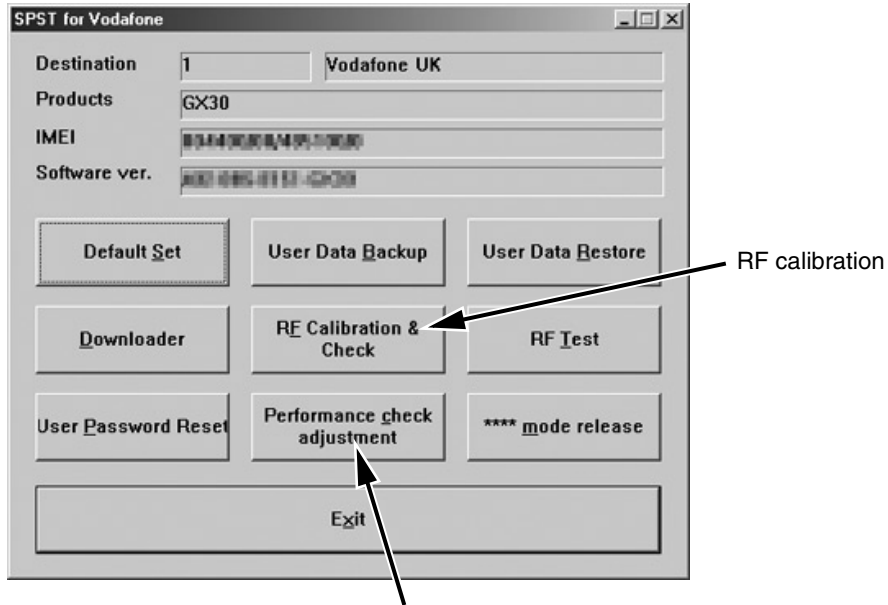 SPST for Vodafone
Destination 1 Vodafone UK
Products GX30
IMEI
Software ver.
Default Set User Data Backup User Data Restore
RF calibration
Downloader RF Calibration & Check RF Test
User Password Reset Performance check adjustment **** mode release
Exit